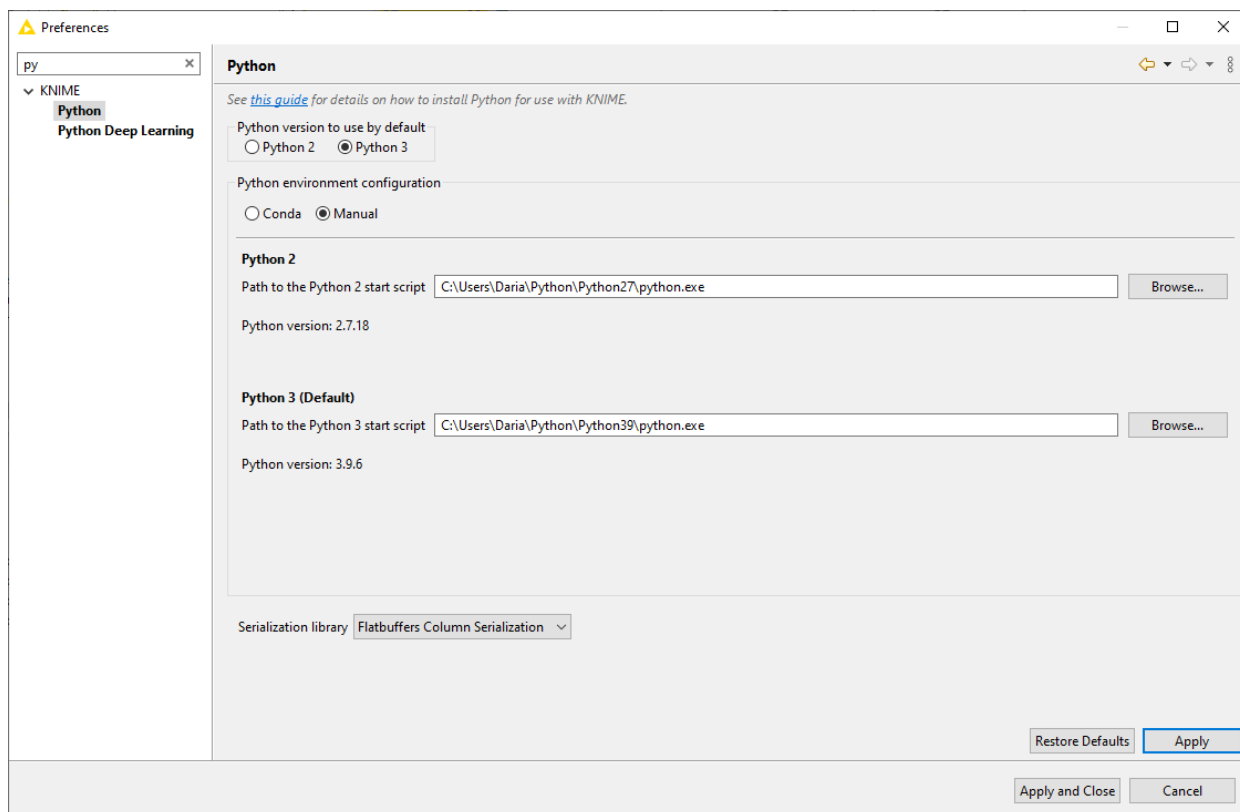 Preferences
py
Python
KNIME
Python
Python Deep Learning
See this guide for details on how to install Python for use with KNIME.
Python version to use by default
Python 2 Python 3
Python environment configuration
Conda Manual
Python 2
Path to the Python 2 start script C:\Users\Daria\Python\Python27\python.exe Browse...
Python version: 2.7.18
Python 3 (Default)
Path to the Python 3 start script C:\Users\Daria\Python\Python39\python.exe Browse...
Python version: 3.9.6
Serialization library Flatbuffers Column Serialization
Restore Defaults Apply
Apply and Close Cancel